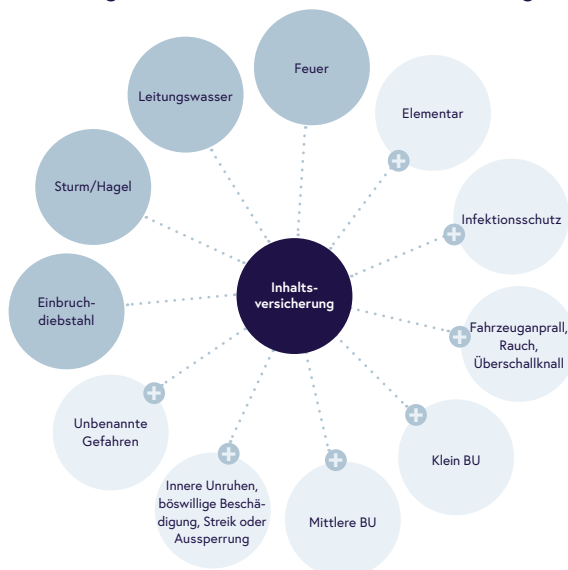 Feuer
Leitungswasser
Elementar
Sturm/Hagel
Infektionsschutz
Inhalts-
versicherung
Einbruch-
diebstahl
Fahrzeuganprall,
Rauch,
Überschallknall
Unbenannte
Gefahren
Klein BU
Innere Unruhen,
böswillige Beschä-
digung, Streik oder
Aussperrung
Mittlere BU